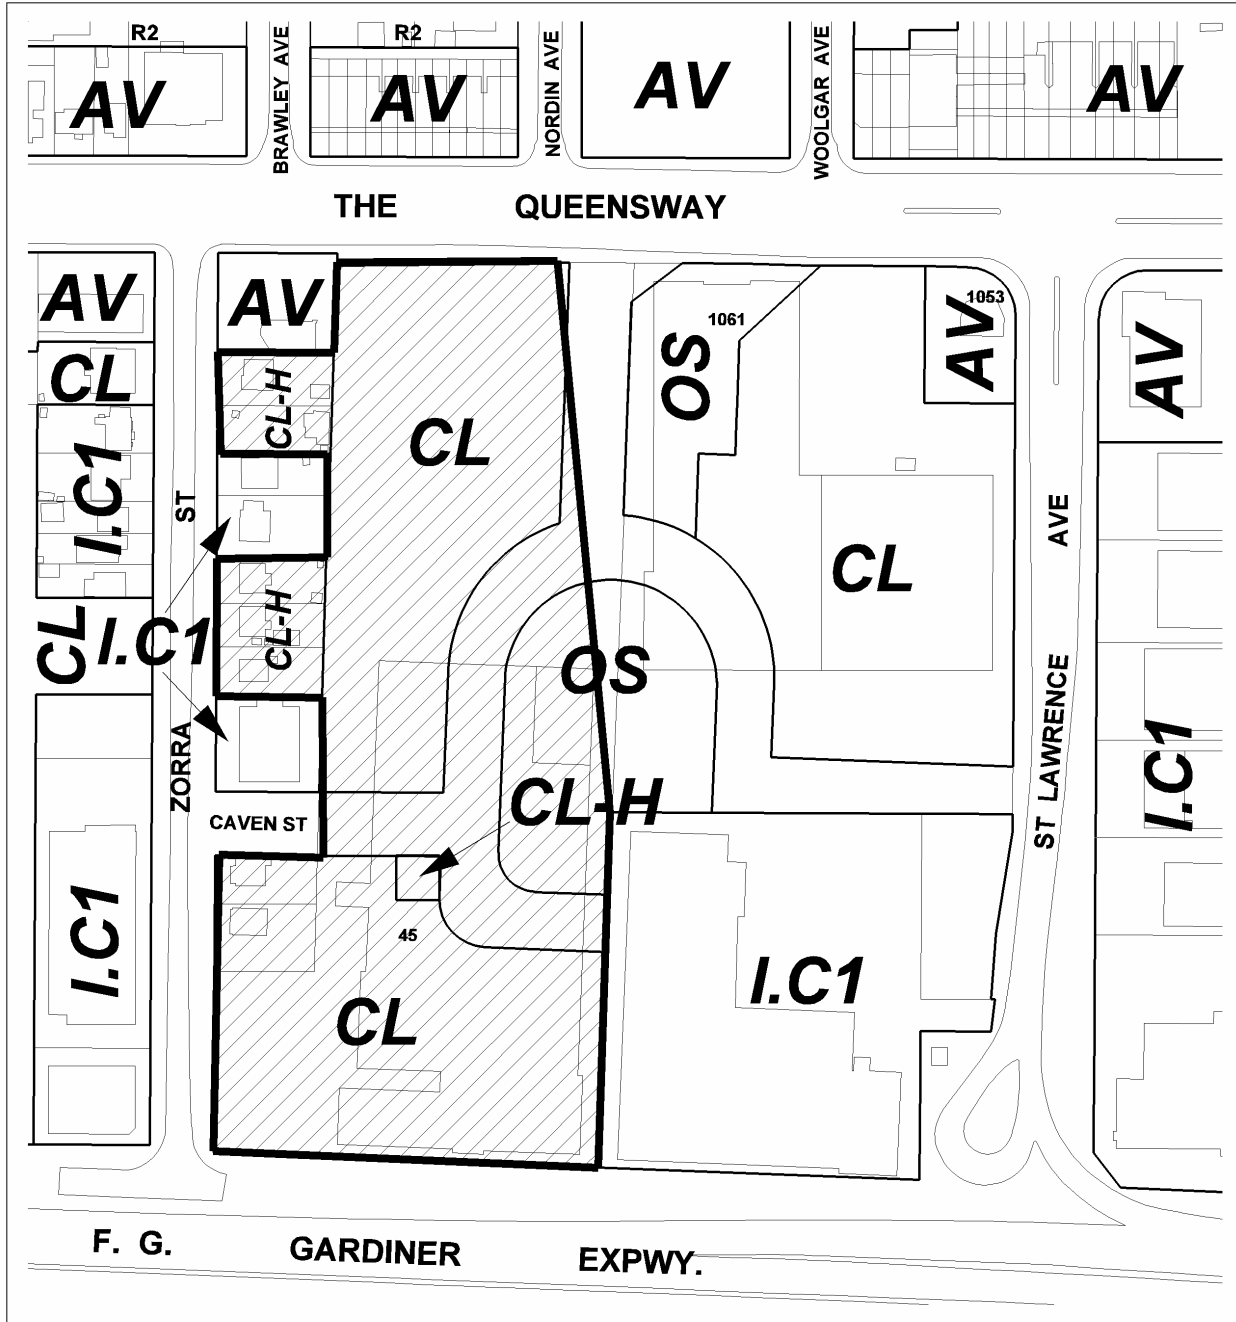 R2
R2
AV
AV
AV
AV
BRAWLEY AVE
NORDIN AVE
WOOLGAR AVE
THE QUEENSWAY
AV
AV
1053
AV
AV
1061
OS
CL
CL-H
CL
I.C1
ST
AVE
CL
CL-H
CL
I.C1
OS
ST LAWRENCE
ZORRA
CL-H
I.C1
CAVEN ST
45
I.C1
I.C1
CL
F. G. GARDINER EXPWY.